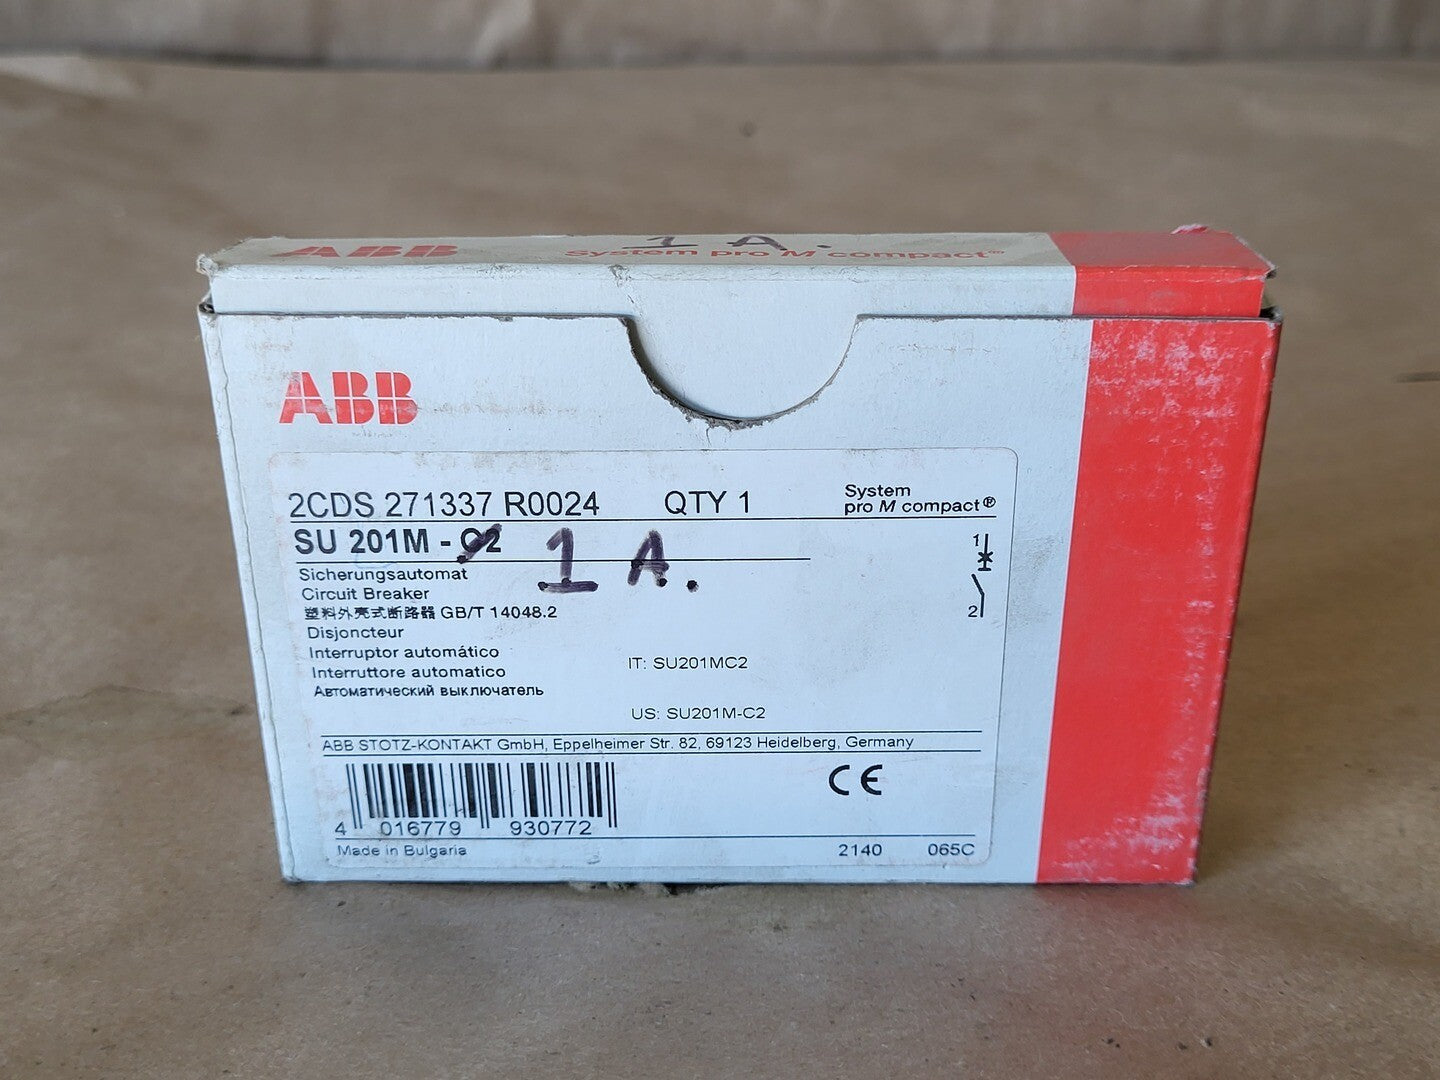 ABB System pro M compact®
1 A.
ABB
2CDS 271337 R0024 QTY 1
System
pro M compact®
SU 201M - C2 1 A.
Sicherungsautomat
Circuit Breaker
塑料外壳式断路器 GB/T 14048.2
Disjoncteur
Interruptor automático
Interruttore automatico
Автоматический выключатель
IT: SU201MC2
US: SU201M-C2
1
2
ABB STOTZ-KONTAKT GmbH, Eppelheimer Str. 82, 69123 Heidelberg, Germany
CE
4 016779 930772
Made in Bulgaria 2140 065C